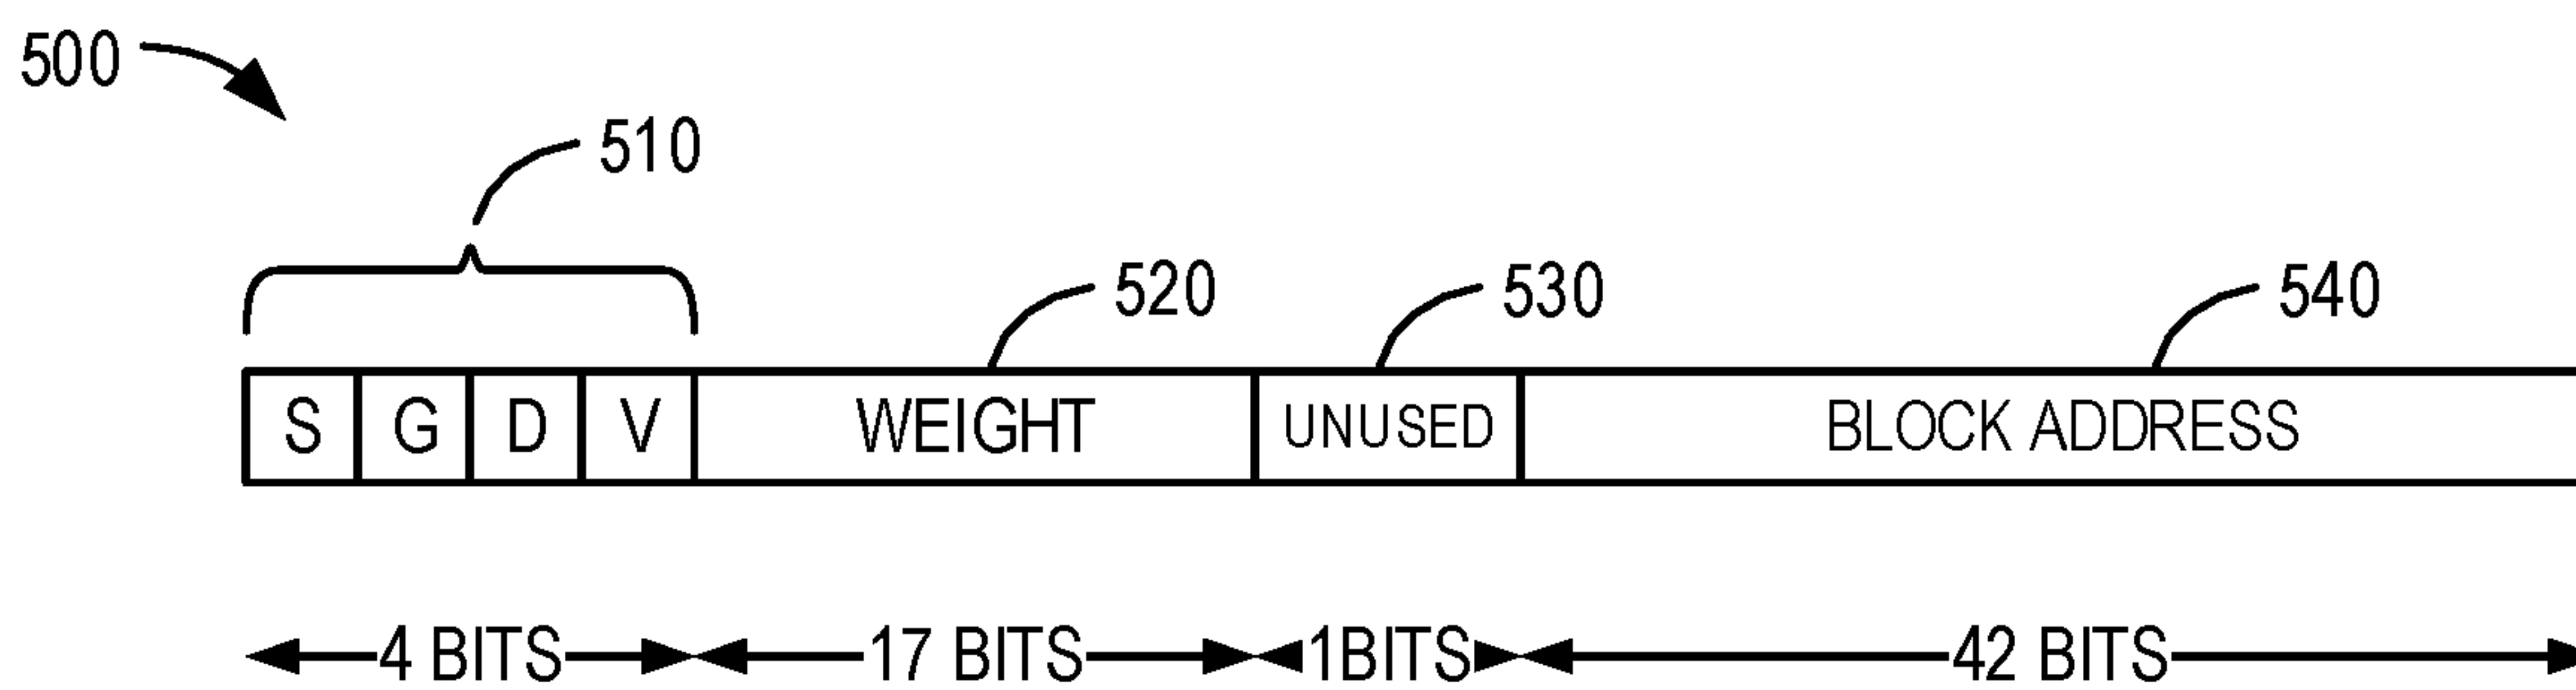 500
510
520 530 540
S G D V WEIGHT UNUSED BLOCK ADDRESS
4 BITS 17 BITS 1BITS 42 BITS